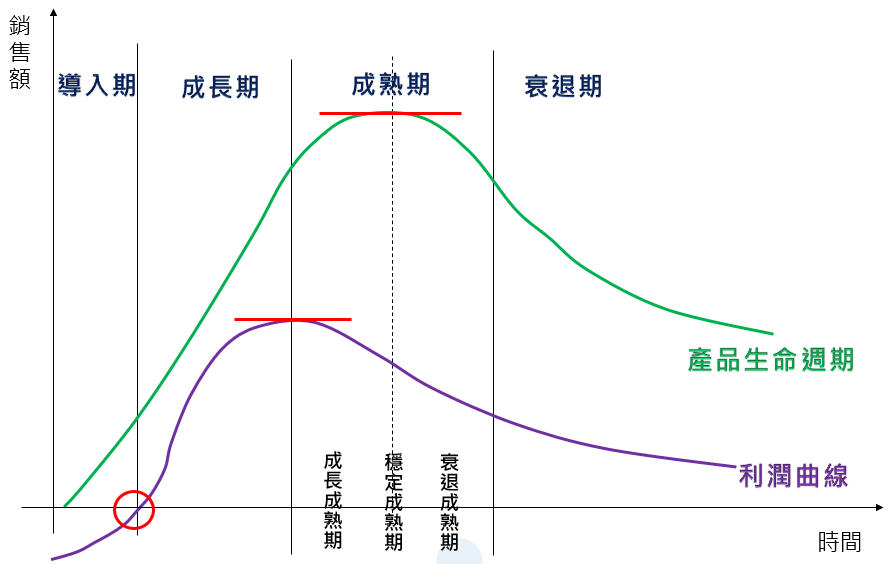 銷售額
導入期
成長期
成熟期
衰退期
產品生命週期
利潤曲線
成長成熟期
穩定成熟期
衰退成熟期
時間